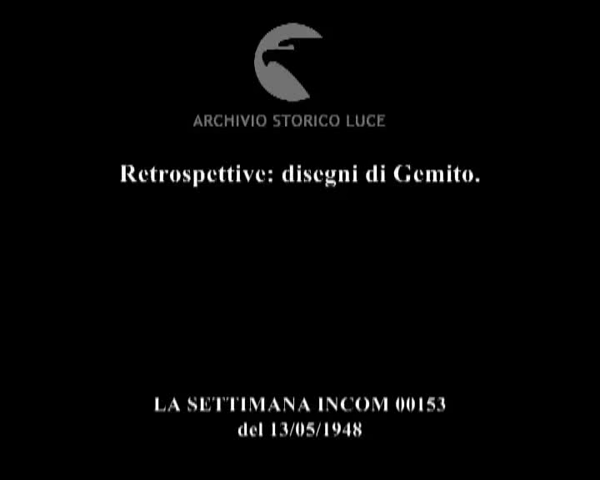 ARCHIVIO STORICO LUCE
Retrospettive: disegni di Gemito.
LA SETTIMANA INCOM 00153
del 13/05/1948